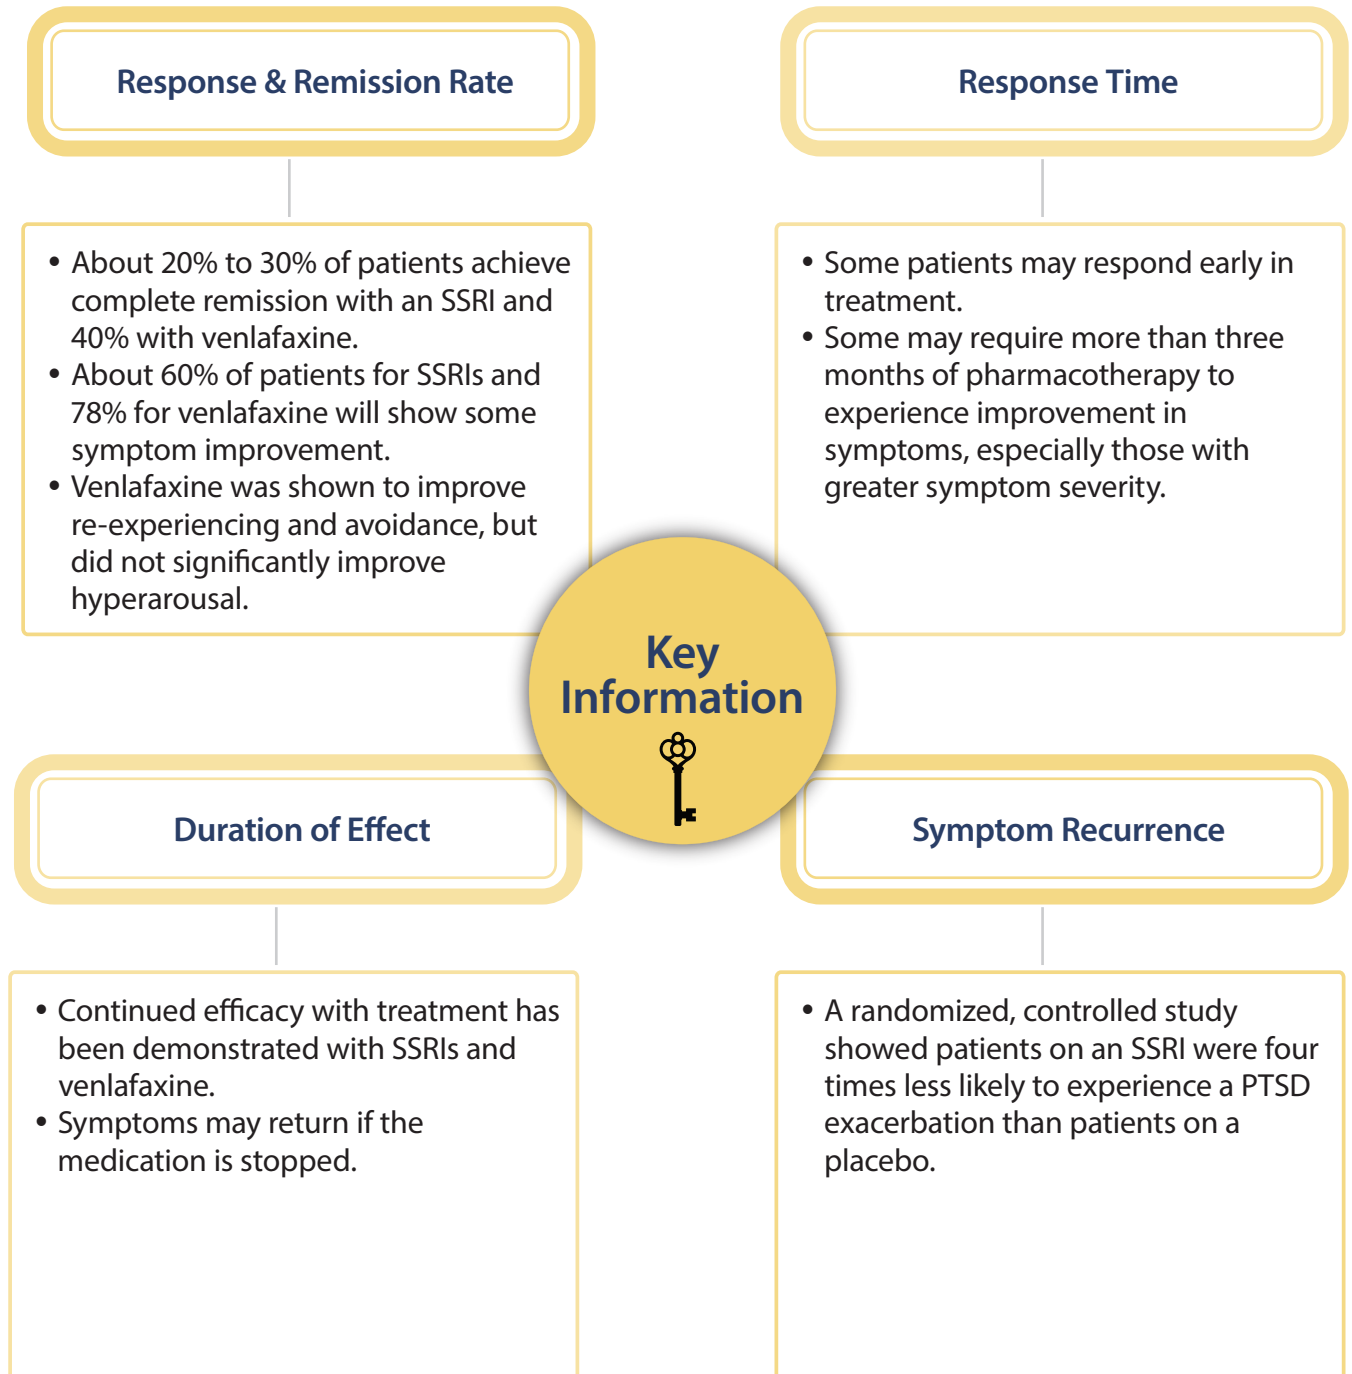 Response & Remission Rate
• About 20% to 30% of patients achieve
complete remission with an SSRI and
40% with venlafaxine.
• About 60% of patients for SSRIs and
78% for venlafaxine will show some
symptom improvement.
• Venlafaxine was shown to improve
re-experiencing and avoidance, but
did not significantly improve
hyperarousal.
Response Time
• Some patients may respond early in
treatment.
• Some may require more than three
months of pharmacotherapy to
experience improvement in
symptoms, especially those with
greater symptom severity.
Key
Information
Duration of Effect
• Continued efficacy with treatment has
been demonstrated with SSRIs and
venlafaxine.
• Symptoms may return if the
medication is stopped.
Symptom Recurrence
• A randomized, controlled study
showed patients on an SSRI were four
times less likely to experience a PTSD
exacerbation than patients on a
placebo.